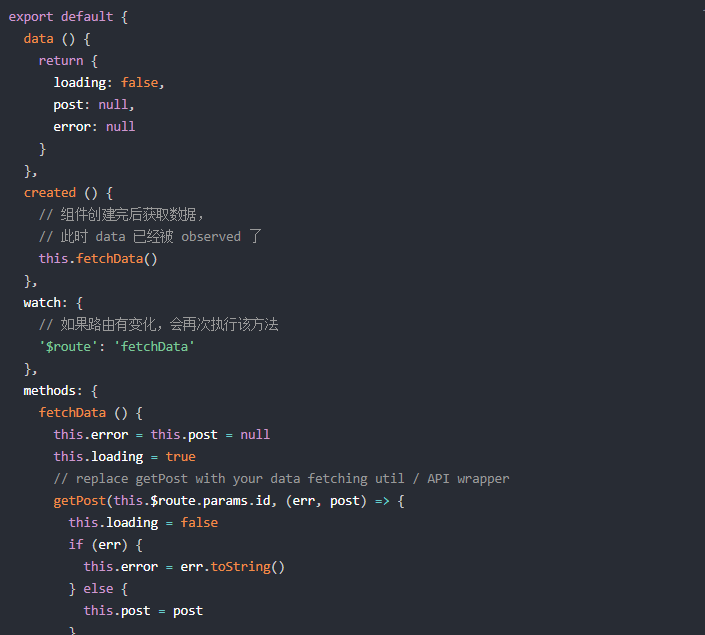 export default {
  data () {
    return {
      loading: false,
      post: null,
      error: null
    }
  },
  created () {
    // 组件创建完后获取数据，
    // 此时 data 已经被 observed 了
    this.fetchData()
  },
  watch: {
    // 如果路由有变化，会再次执行该方法
    '$route': 'fetchData'
  },
  methods: {
    fetchData () {
      this.error = this.post = null
      this.loading = true
      // replace getPost with your data fetching util / API wrapper
      getPost(this.$route.params.id, (err, post) => {
        this.loading = false
        if (err) {
          this.error = err.toString()
        } else {
          this.post = post
        }